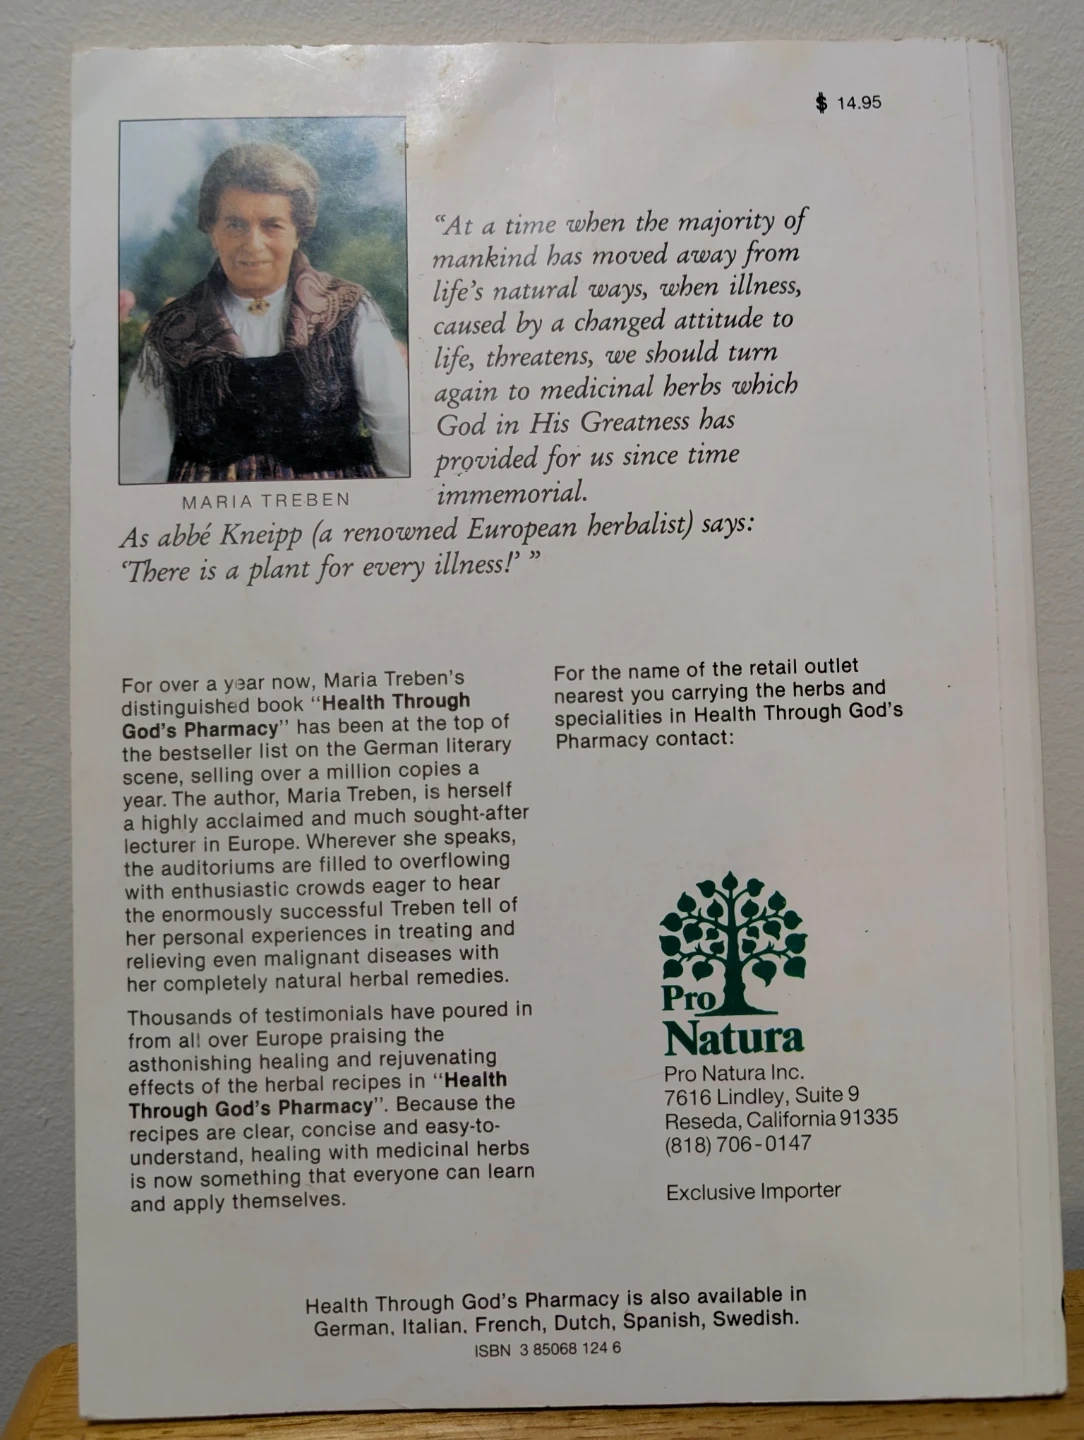 $ 14.95
"At a time when the majority of
mankind has moved away from
life's natural ways, when illness,
caused by a changed attitude to
life, threatens, we should turn
again to medicinal herbs which
God in His Greatness has
provided for us since time
immemorial.
MARIA TREBEN
As abbé Kneipp (a renowned European herbalist) says:
'There is a plant for every illness!' "
For over a year now, Maria Treben's
distinguished book "Health Through
God's Pharmacy" has been at the top of
the bestseller list on the German literary
scene, selling over a million copies a
year. The author, Maria Treben, is herself
a highly acclaimed and much sought-after
lecturer in Europe. Wherever she speaks,
the auditoriums are filled to overflowing
with enthusiastic crowds eager to hear
the enormously successful Treben tell of
her personal experiences in treating and
relieving even malignant diseases with
her completely natural herbal remedies.
Thousands of testimonials have poured in
from all over Europe praising the
asthonishing healing and rejuvenating
effects of the herbal recipes in "Health
Through God's Pharmacy". Because the
recipes are clear, concise and easy-to-
understand, healing with medicinal herbs
is now something that everyone can learn
and apply themselves.
For the name of the retail outlet
nearest you carrying the herbs and
specialities in Health Through God's
Pharmacy contact:
Pro
Natura
Pro Natura Inc.
7616 Lindley, Suite 9
Reseda, California 91335
(818) 706-0147
Exclusive Importer
Health Through God's Pharmacy is also available in
German, Italian, French, Dutch, Spanish, Swedish.
ISBN 3 85068 124 6